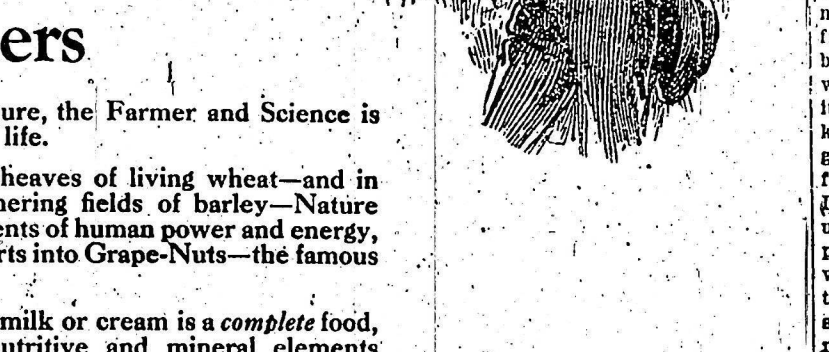 ers
ure, the Farmer and Science is
life.
heaves of living wheat—and in
hering fields of barley—Nature
ents of human power and energy,
rts into Grape-Nuts—the famous
milk or cream is a complete food,
utritive and mineral elements